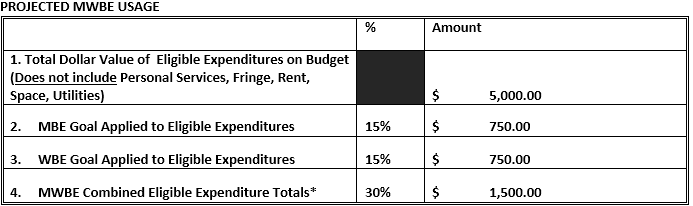 PROJECTED MWBE USAGE
% Amount
1. Total Dollar Value of Eligible Expenditures on Budget
(Does not include Personal Services, Fringe, Rent,
Space, Utilities) $ 5,000.00
2. MBE Goal Applied to Eligible Expenditures 15% $ 750.00
3. WBE Goal Applied to Eligible Expenditures 15% $ 750.00
4. MWBE Combined Eligible Expenditure Totals* 30% $ 1,500.00